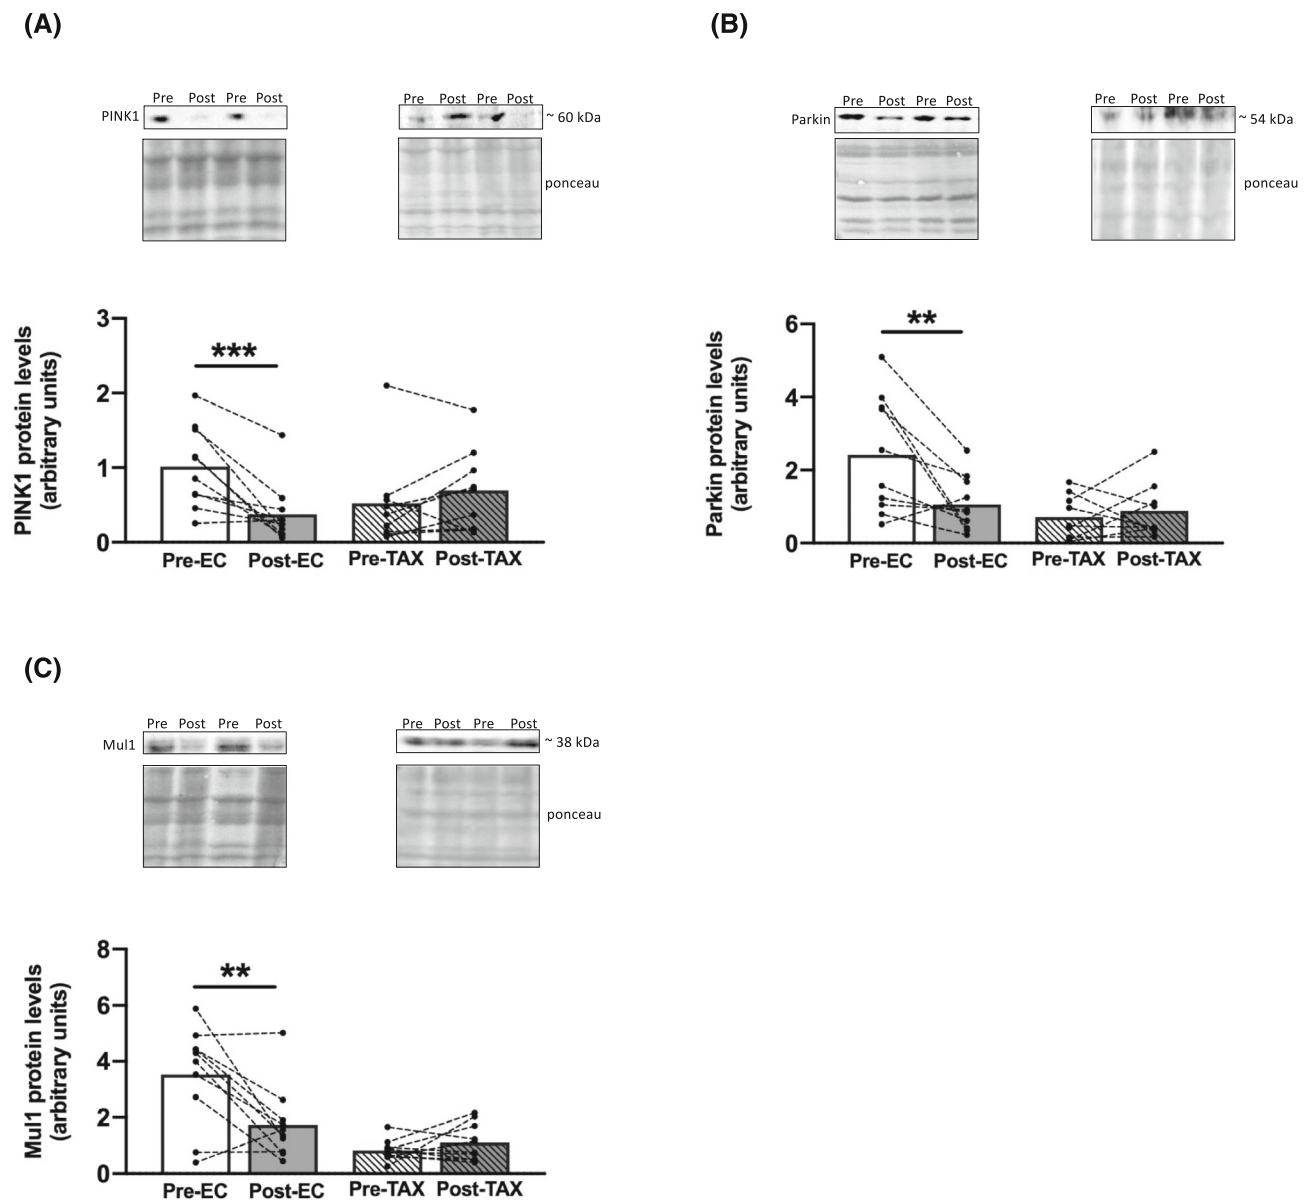 (A)
Pre Post Pre Post
PINK1
Pre Post Pre Post
~ 60 kDa
ponceau
PINK1 protein levels
(arbitrary units)
3
2
1
0
***
Pre-EC Post-EC Pre-TAX Post-TAX
(B)
Pre Post Pre Post
Parkin
Pre Post Pre Post
~ 54 kDa
ponceau
Parkin protein levels
(arbitrary units)
6
4
2
0
**
Pre-EC Post-EC Pre-TAX Post-TAX
(C)
Pre Post Pre Post
Mul1
Pre Post Pre Post
~ 38 kDa
ponceau
Mul1 protein levels
(arbitrary units)
8
6
4
2
0
**
Pre-EC Post-EC Pre-TAX Post-TAX